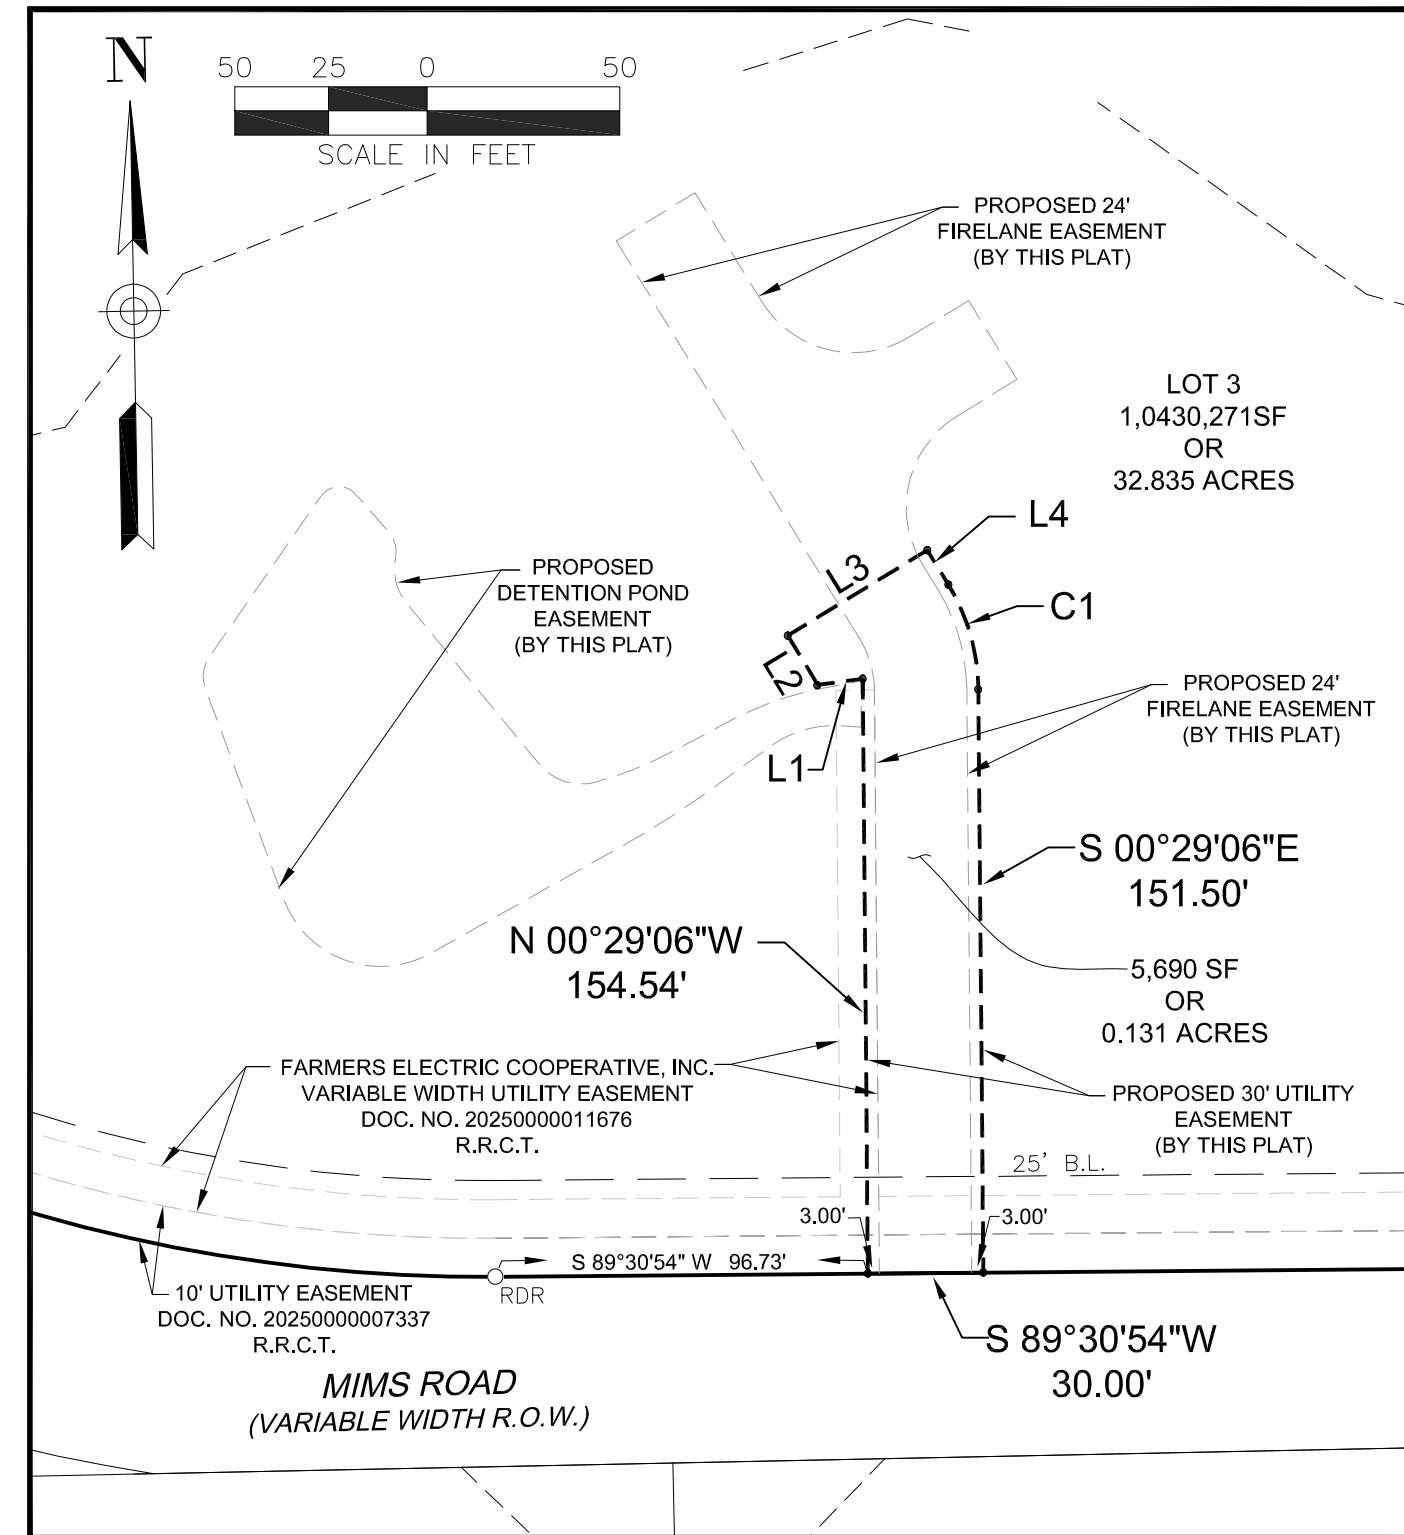 N
50 25 0 50
SCALE IN FEET
PROPOSED 24'
FIRELANE EASEMENT
(BY THIS PLAT)
LOT 3
1,0430,271SF
OR
32.835 ACRES
L4
L3
C1
PROPOSED
DETENTION POND
EASEMENT
(BY THIS PLAT)
L2
L1
PROPOSED 24'
FIRELANE EASEMENT
(BY THIS PLAT)
S 00°29'06"E
151.50'
N 00°29'06"W
154.54'
5,690 SF
OR
0.131 ACRES
FARMERS ELECTRIC COOPERATIVE, INC.
VARIABLE WIDTH UTILITY EASEMENT
DOC. NO. 20250000011676
R.R.C.T.
PROPOSED 30' UTILITY
EASEMENT
(BY THIS PLAT)
25' B.L.
3.00'
3.00'
S 89°30'54" W 96.73'
RDR
10' UTILITY EASEMENT
DOC. NO. 20250000007337
R.R.C.T.
S 89°30'54"W
30.00'
MIMS ROAD
(VARIABLE WIDTH R.O.W.)